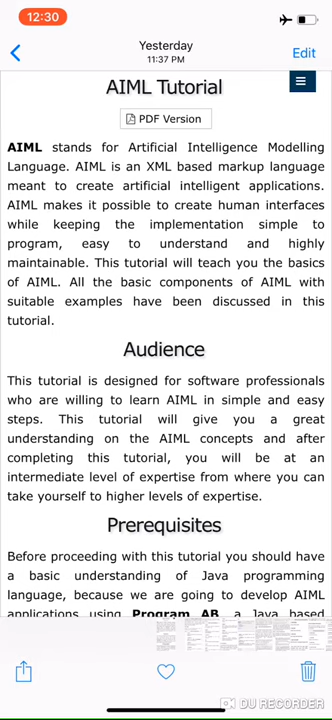 12:30
Yesterday
11:37 PM
Edit
AIML Tutorial
PDF Version
AIML stands for Artificial Intelligence Modelling
Language. AIML is an XML based markup language
meant to create artificial intelligent applications.
AIML makes it possible to create human interfaces
while keeping the implementation simple to
program, easy to understand and highly
maintainable. This tutorial will teach you the basics
of AIML. All the basic components of AIML with
suitable examples have been discussed in this
tutorial.
Audience
This tutorial is designed for software professionals
who are willing to learn AIML in simple and easy
steps. This tutorial will give you a great
understanding on the AIML concepts and after
completing this tutorial, you will be at an
intermediate level of expertise from where you can
take yourself to higher levels of expertise.
Prerequisites
Before proceeding with this tutorial you should have
a basic understanding of Java programming
language, because we are going to develop AIML
applications using Program AB, a Java based
DU RECORDER